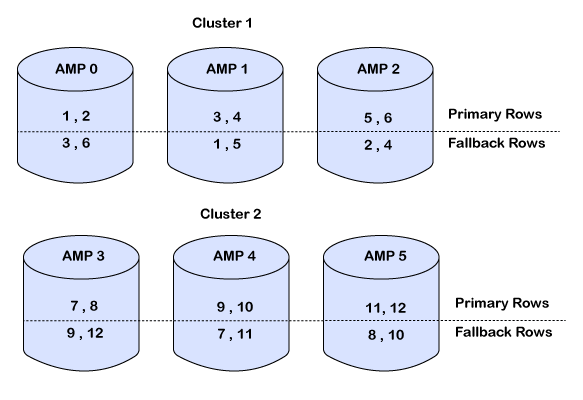 Cluster 1
AMP 0 AMP 1 AMP 2
1 , 2 3 , 4 5 , 6 Primary Rows
3 , 6 1 , 5 2 , 4 Fallback Rows
Cluster 2
AMP 3 AMP 4 AMP 5
7 , 8 9 , 10 11, 12 Primary Rows
9 , 12 7 , 11 8 , 10 Fallback Rows